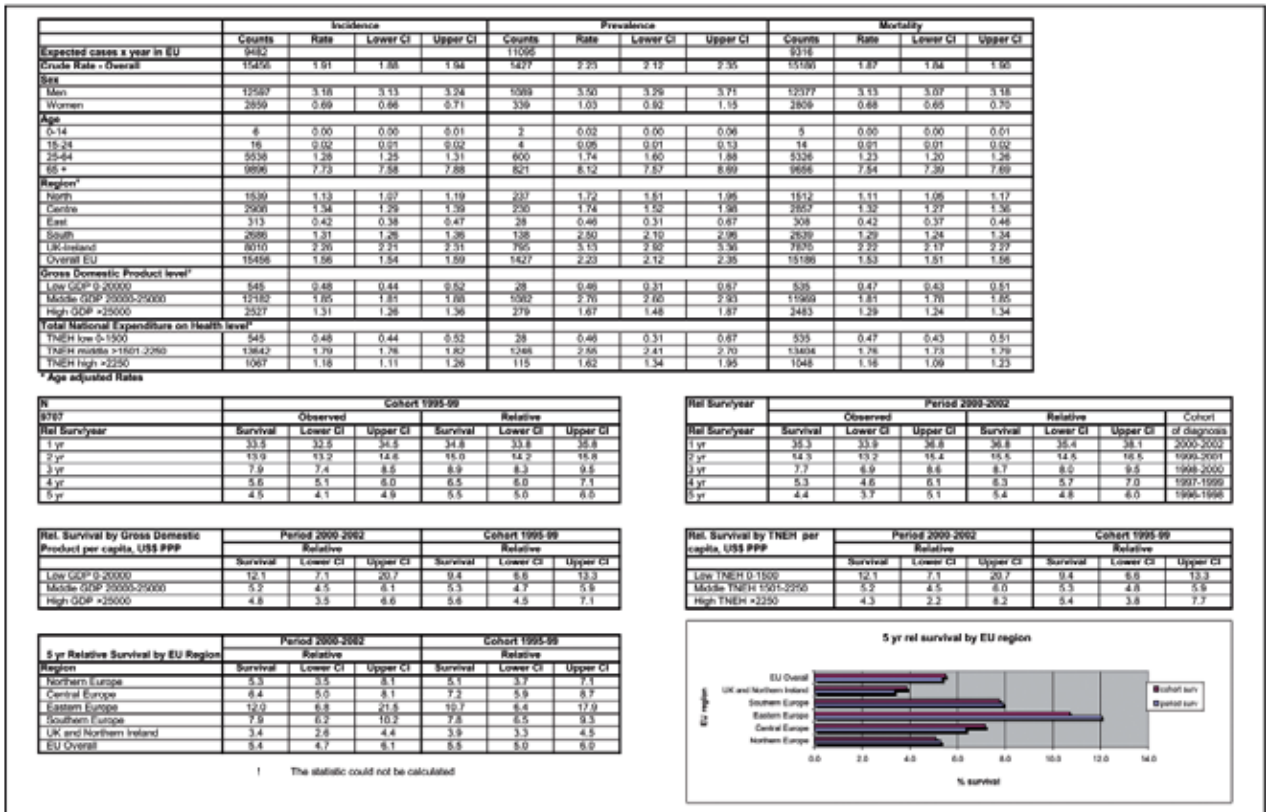 Incidence Prevalence Mortality
Counts Rate Lower CI Upper CI Counts Rate Lower CI Upper CI Counts Rate Lower CI Upper CI
Expected cases x year in EU 9482 11095 9316
Crude Rate - Overall 15456 1.91 1.88 1.94 1427 2.23 2.12 2.35 15186 1.87 1.84 1.90
Sex
Men 12597 3.18 3.13 3.24 1089 3.50 3.29 3.71 12377 3.13 3.07 3.18
Women 2859 0.69 0.66 0.71 339 1.03 0.92 1.15 2809 0.68 0.65 0.70
Age
0-14 6 0.00 0.00 0.01 2 0.02 0.00 0.06 5 0.00 0.00 0.01
15-24 16 0.02 0.01 0.02 4 0.05 0.01 0.13 14 0.01 0.01 0.02
25-64 5538 1.28 1.25 1.31 600 1.74 1.60 1.88 5326 1.23 1.20 1.26
65 + 9896 7.73 7.58 7.88 821 8.12 7.57 8.69 9656 7.54 7.39 7.69
Region*
North 1539 1.13 1.07 1.19 237 1.72 1.51 1.95 1512 1.11 1.05 1.17
Centre 2908 1.34 1.29 1.39 230 1.74 1.52 1.98 2857 1.32 1.27 1.36
East 313 0.42 0.38 0.47 28 0.46 0.31 0.67 308 0.42 0.37 0.46
South 2686 1.31 1.26 1.36 138 2.50 2.10 2.96 2639 1.29 1.24 1.34
UK-Ireland 8010 2.26 2.21 2.31 795 3.13 2.92 3.36 7870 2.22 2.17 2.27
Overall EU 15456 1.56 1.54 1.59 1427 2.23 2.12 2.35 15186 1.53 1.51 1.56
Gross Domestic Product level*
Low GDP 0-20000 545 0.48 0.44 0.52 28 0.46 0.31 0.67 535 0.47 0.43 0.51
Middle GDP 20000-25000 12182 1.85 1.81 1.88 1082 2.76 2.60 2.93 11969 1.81 1.78 1.85
High GDP >25000 2527 1.31 1.26 1.36 279 1.67 1.48 1.87 2483 1.29 1.24 1.34
Total National Expenditure on Health level*
TNEH low 0-1500 545 0.48 0.44 0.52 28 0.46 0.31 0.67 535 0.47 0.43 0.51
TNEH middle >1501-2250 13642 1.79 1.76 1.82 1246 2.55 2.41 2.70 13404 1.76 1.73 1.79
TNEH high >2250 1067 1.18 1.11 1.26 115 1.62 1.34 1.95 1048 1.16 1.09 1.23
* Age adjusted Rates
N Cohort 1995-99
9707 Observed Relative
Rel Surv/year Survival Lower CI Upper CI Survival Lower CI Upper CI
1 yr 33.5 32.5 34.5 34.8 33.8 35.8
2 yr 13.9 13.2 14.6 15.0 14.2 15.8
3 yr 7.9 7.4 8.5 8.9 8.3 9.5
4 yr 5.6 5.1 6.0 6.5 6.0 7.1
5 yr 4.5 4.1 4.9 5.5 5.0 6.0
Rel Surv/year Period 2000-2002
Observed Relative Cohort
Rel Surv/year Survival Lower CI Upper CI Survival Lower CI Upper CI of diagnosis
1 yr 35.3 33.9 36.8 36.8 35.4 38.1 2000-2002
2 yr 14.3 13.2 15.4 15.5 14.5 16.5 1999-2001
3 yr 7.7 6.9 8.6 8.7 8.0 9.5 1998-2000
4 yr 5.3 4.6 6.1 6.3 5.7 7.0 1997-1999
5 yr 4.4 3.7 5.1 5.4 4.8 6.0 1996-1998
Rel. Survival by Gross Domestic Period 2000-2002 Cohort 1995-99
Product per capita, US$ PPP Relative Relative
Survival Lower CI Upper CI Survival Lower CI Upper CI
Low GDP 0-20000 12.1 7.1 20.7 9.4 6.6 13.3
Middle GDP 20000-25000 5.2 4.5 6.1 5.3 4.7 5.9
High GDP >25000 4.8 3.5 6.6 5.6 4.5 7.1
Rel. Survival by TNEH per Period 2000-2002 Cohort 1995-99
capita, US$ PPP Relative Relative
Survival Lower CI Upper CI Survival Lower CI Upper CI
Low TNEH 0-1500 12.1 7.1 20.7 9.4 6.6 13.3
Middle TNEH 1501-2250 5.2 4.5 6.0 5.3 4.8 5.9
High TNEH >2250 4.3 2.2 8.2 5.4 3.8 7.7
Period 2000-2002 Cohort 1995-99
5 yr Relative Survival by EU Region Relative Relative
Region Survival Lower CI Upper CI Survival Lower CI Upper CI
Northern Europe 5.3 3.5 8.1 5.1 3.7 7.1
Central Europe 6.4 5.0 8.1 7.2 5.9 8.7
Eastern Europe 12.0 6.8 21.5 10.7 6.4 17.9
Southern Europe 7.9 6.2 10.2 7.8 6.5 9.3
UK and Northern Ireland 3.4 2.6 4.4 3.9 3.3 4.5
EU Overall 5.4 4.7 6.1 5.5 5.0 6.0
! The statistic could not be calculated
5 yr rel survival by EU region
EU region
EU Overall
UK and Northern Ireland
Southern Europe
Eastern Europe
Central Europe
Northern Europe
cohort surv
period surv
0.0 2.0 4.0 6.0 8.0 10.0 12.0 14.0
% survival